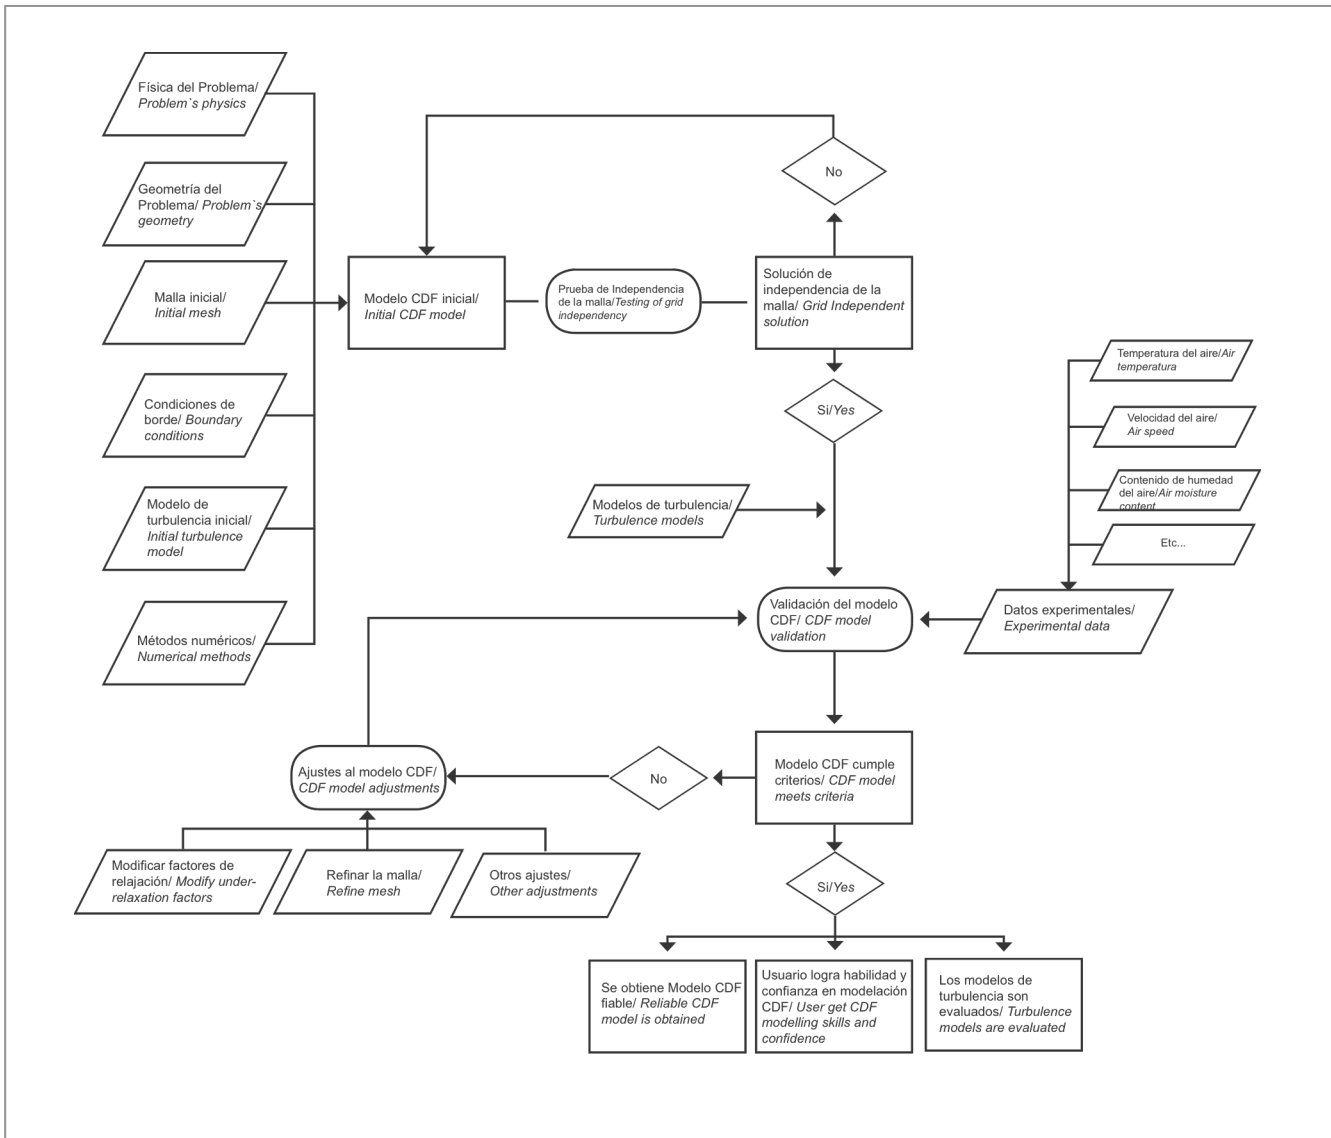 Física del Problema/
Problem`s physics
Geometría del
Problema/ Problem`s
geometry
Malla inicial/
Initial mesh
Condiciones de
borde/ Boundary
conditions
Modelo de
turbulencia inicial/
Initial turbulence
model
Métodos numéricos/
Numerical methods
Modelo CDF inicial/
Initial CDF model
Prueba de Independencia
de la malla/Testing of grid
independency
No
Solución de
independencia de la
malla/ Grid Independent
solution
Si/Yes
Modelos de turbulencia/
Turbulence models
Temperatura del aire/Air
temperatura
Velocidad del aire/
Air speed
Contenido de humedad
del aire/Air moisture
content
Etc...
Datos experimentales/
Experimental data
Validación del modelo
CDF/ CDF model
validation
Modelo CDF cumple
criterios/ CDF model
meets criteria
No
Ajustes al modelo CDF/
CDF model adjustments
Modificar factores de
relajación/ Modify under-
relaxation factors
Refinar la malla/
Refine mesh
Otros ajustes/
Other adjustments
Si/Yes
Se obtiene Modelo CDF
fiable/ Reliable CDF
model is obtained
Usuario logra habilidad y
confianza en modelación
CDF/ User get CDF
modelling skills and
confidence
Los modelos de
turbulencia son
evaluados/ Turbulence
models are evaluated